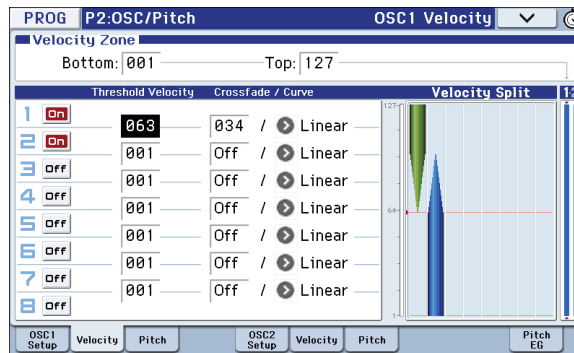 PROG P2:OSC/Pitch OSC1 Velocity
Velocity Zone
Bottom: 001 Top: 127
Threshold Velocity Crossfade / Curve Velocity Split
1 On
063 034 / Linear
2 On
001 Off / Linear
3 Off
001 Off / Linear
4 Off
001 Off / Linear
5 Off
001 Off / Linear
6 Off
001 Off / Linear
7 Off
001 Off / Linear
8 Off
127
64
1
OSC1 Setup Velocity Pitch OSC2 Setup Velocity Pitch Pitch EG